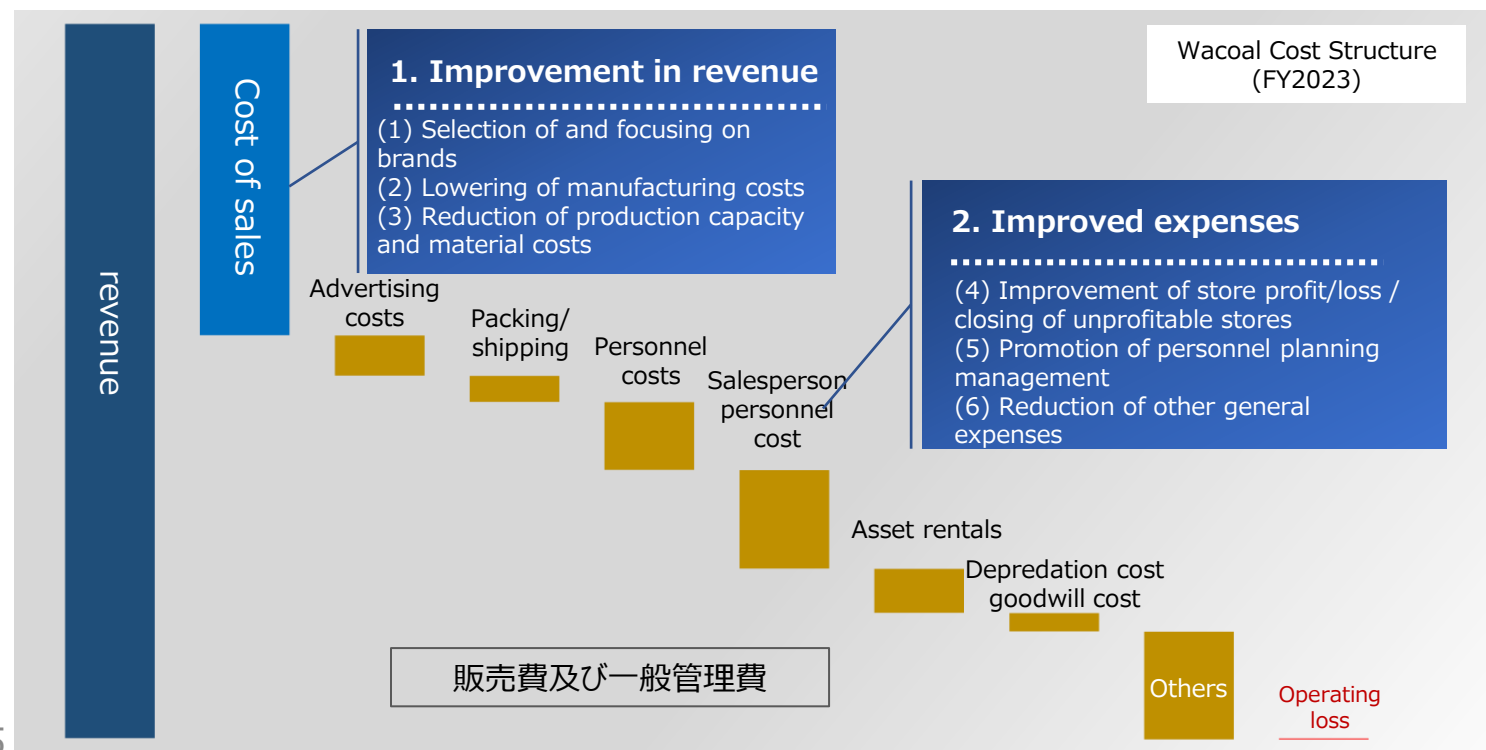 Wacoal Cost Structure
(FY2023)
revenue
Cost of sales
1. Improvement in revenue
(1) Selection of and focusing on
brands
(2) Lowering of manufacturing costs
(3) Reduction of production capacity
and material costs
2. Improved expenses
(4) Improvement of store profit/loss /
closing of unprofitable stores
(5) Promotion of personnel planning
management
(6) Reduction of other general
expenses
Advertising
costs
Packing/
shipping
Personnel
costs
Salesperson
personnel
cost
Asset rentals
Depredation cost
goodwill cost
Others
Operating
loss
販売費及び一般管理費